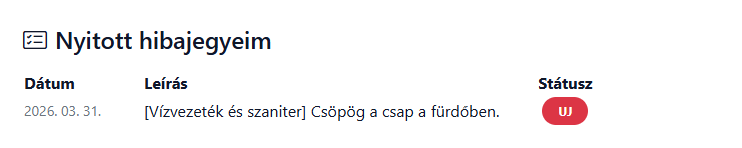 Nyitott hibajegyeim
Dátum Leírás Státusz
2026. 03. 31. [Vízvezeték és szaniter] Csöpög a csap a fürdőben. UJ